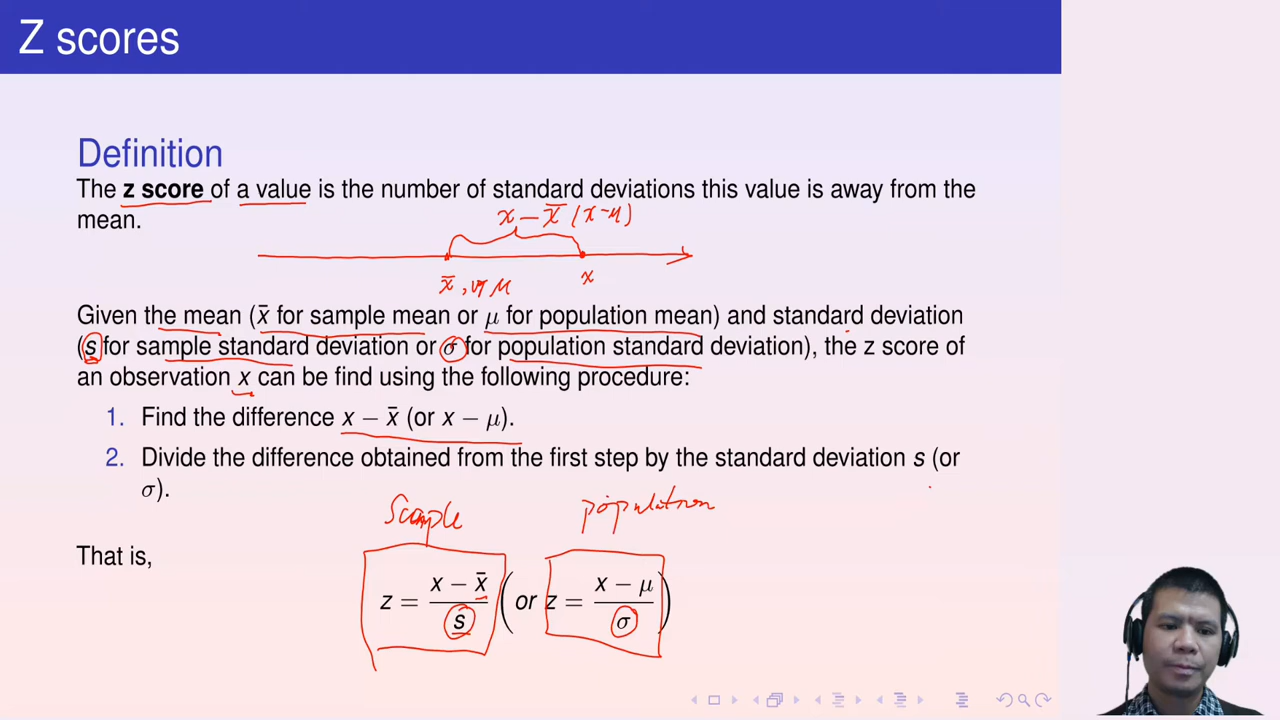 Z scores
Definition
The z score of a value is the number of standard deviations this value is away from the
mean.
x − x̄ (x−μ)
x̄, or μ
x
Given the mean (x̄ for sample mean or μ for population mean) and standard deviation
(s for sample standard deviation or σ for population standard deviation), the z score of
an observation x can be find using the following procedure:
1. Find the difference x − x̄ (or x − μ).
2. Divide the difference obtained from the first step by the standard deviation s (or
σ).
Sample
population
That is,
z = (x − x̄)/s (or z = (x − μ)/σ)